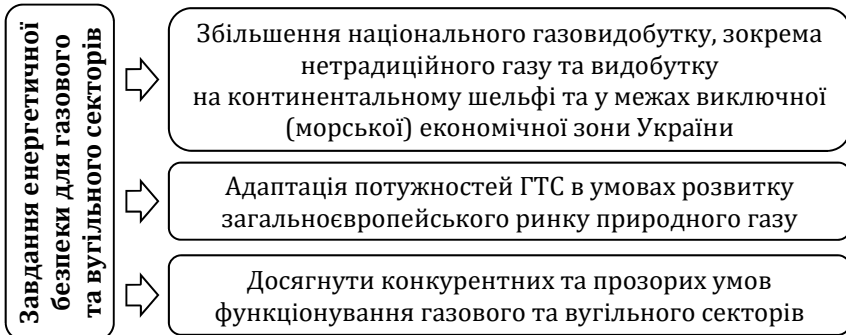 Завдання енергетичної
безпеки для газового
та вугільного секторів
Збільшення національного газовидобутку, зокрема
нетрадиційного газу та видобутку
на континентальному шельфі та у межах виключної
(морської) економічної зони України
Адаптація потужностей ГТС в умовах розвитку
загальноєвропейського ринку природного газу
Досягнути конкурентних та прозорих умов
функціонування газового та вугільного секторів